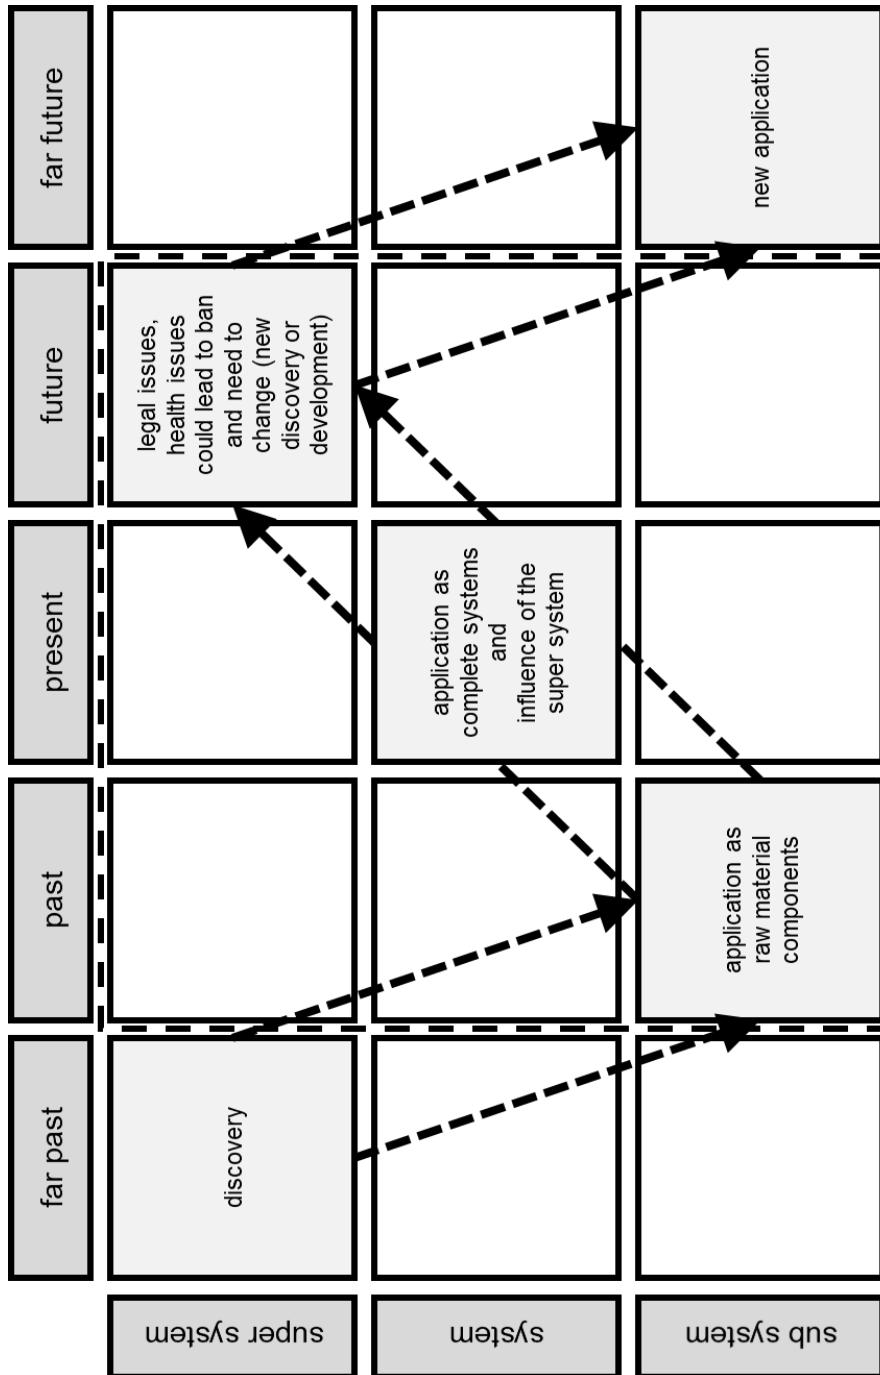 far past
past
present
future
far future
super system
discovery
legal issues,
health issues
could lead to ban
and need to
change (new
discovery or
development)
system
application as
complete systems
and
influence of the
super system
sub system
application as
raw material
components
new application